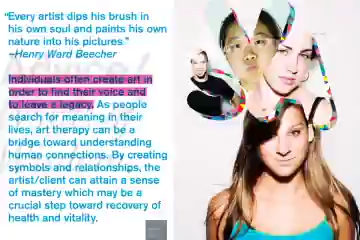 “Every artist dips his brush in
his own soul and paints his own
nature into his pictures.”
–Henry Ward Beecher
Individuals often create art in
order to find their voice and
to leave a legacy. As people
search for meaning in their
lives, art therapy can be a
bridge toward understanding
human connections. By creating
symbols and relationships, the
artist/client can attain a sense
of mastery which may be a
crucial step toward recovery of
health and vitality.